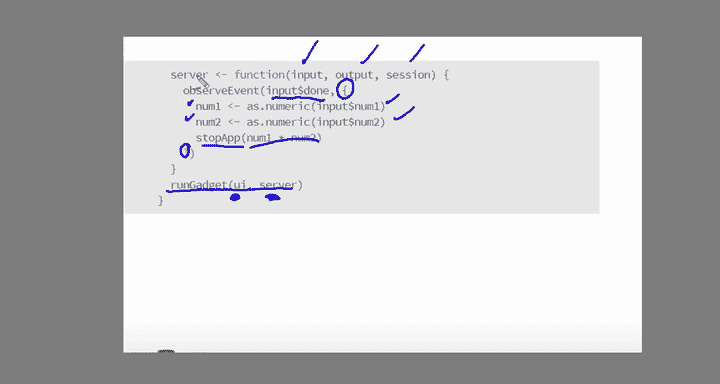 server <- function(input, output, session) {
observeEvent(input$done, {
num1 <- as.numeric(input$num1)
num2 <- as.numeric(input$num2)
stopApp(num1 * num2)
})
}
runGadget(ui, server)
}